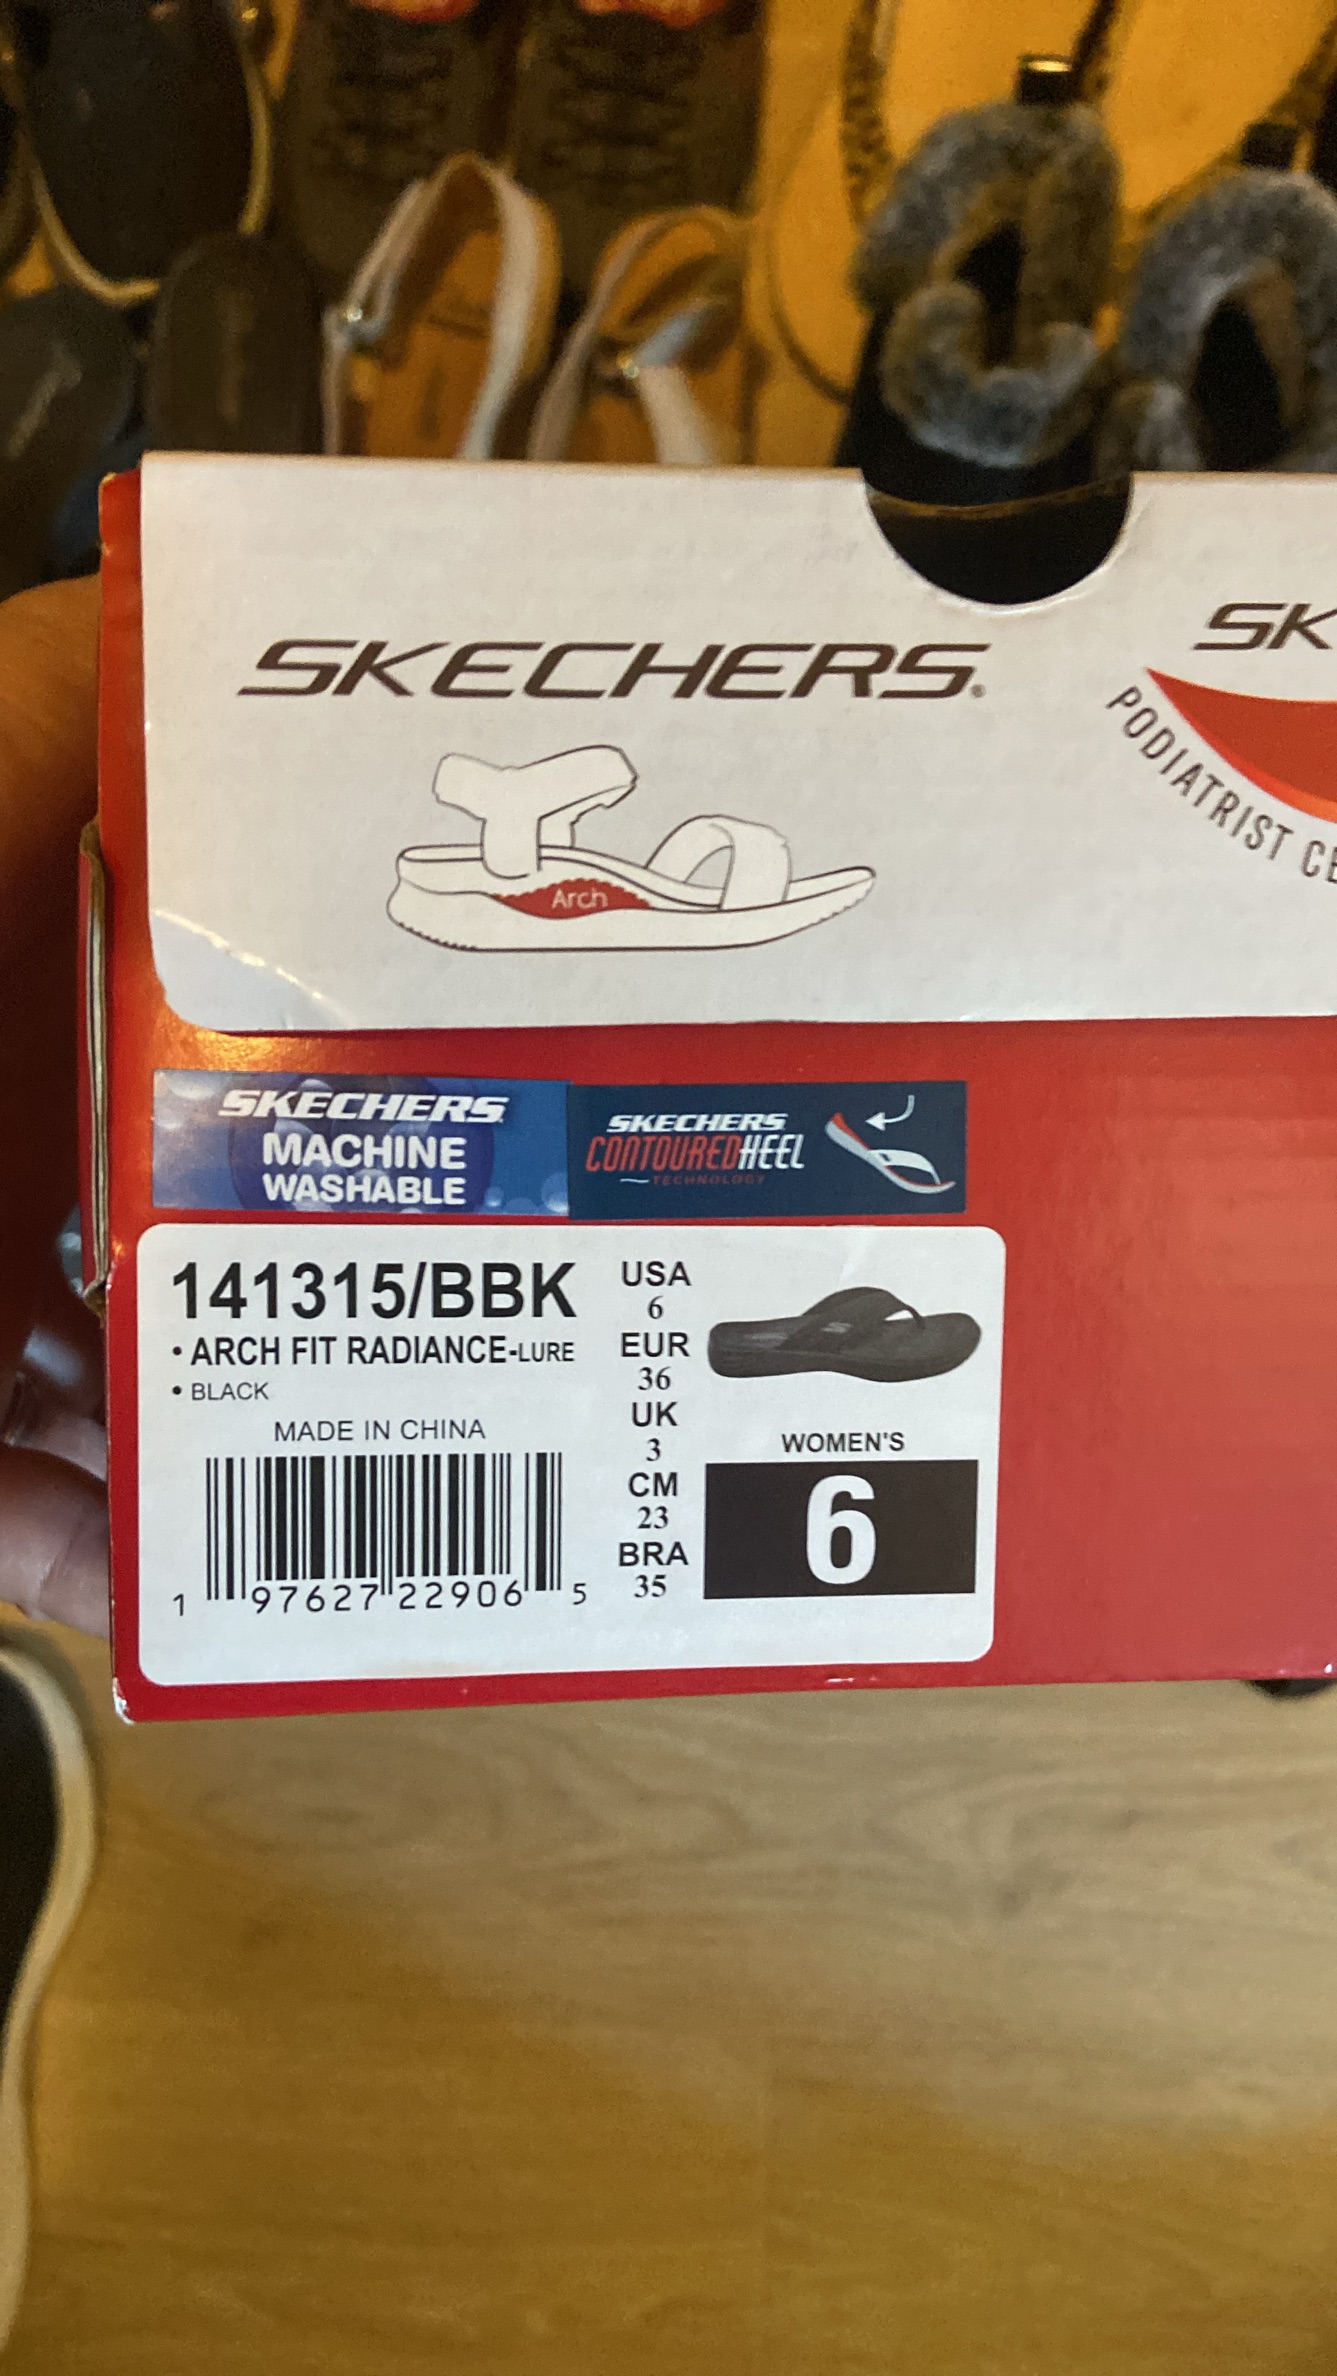 SKECHERS
SK
PODIATRIST
Arch
SKECHERS
MACHINE
WASHABLE
SKECHERS
CONTOUREDHEEL
TECHNOLOGY
141315/BBK
• ARCH FIT RADIANCE-LURE
• BLACK
MADE IN CHINA
1 97627 22906 5
USA
6
EUR
36
UK
3
CM
23
BRA
35
WOMEN'S
6